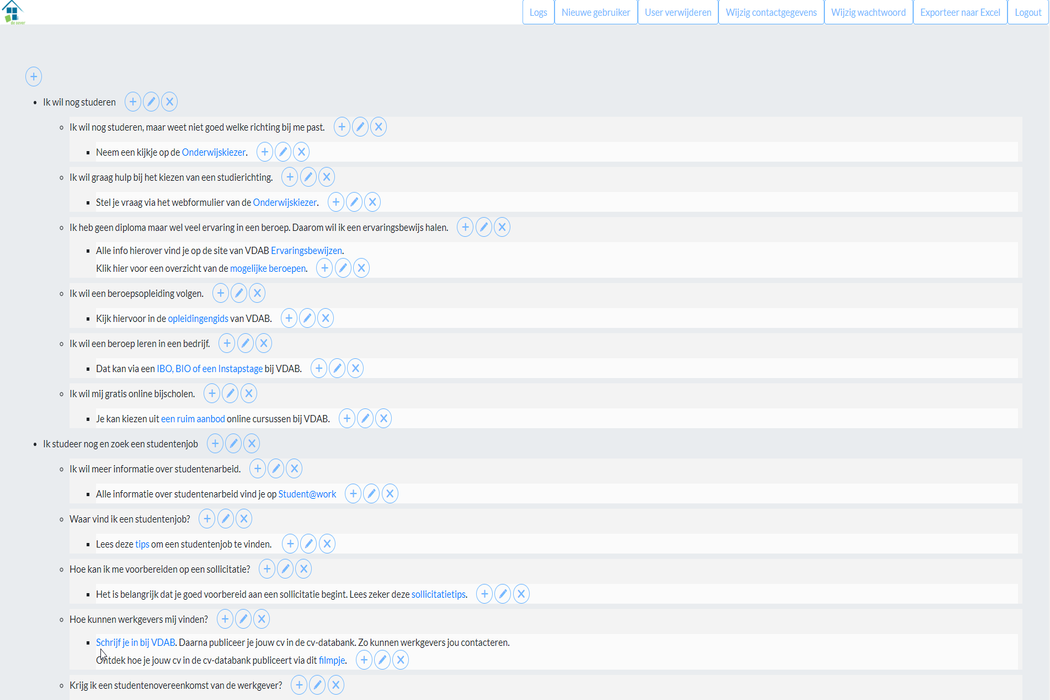 Logs
Nieuwe gebruiker
User verwijderen
Wijzig contactgegevens
Wijzig wachtwoord
Exporteer naar Excel
Logout
Ik wil nog studeren
Ik wil nog studeren, maar weet niet goed welke richting bij me past.
Neem een kijkje op de Onderwijskiezer.
Ik wil graag hulp bij het kiezen van een studierichting.
Stel je vraag via het webformulier van de Onderwijskiezer.
Ik heb geen diploma maar wel veel ervaring in een beroep. Daarom wil ik een ervaringsbewijs halen.
Alle info hierover vind je op de site van VDAB Ervaringsbewijzen.
Klik hier voor een overzicht van de mogelijke beroepen.
Ik wil een beroepsopleiding volgen.
Kijk hiervoor in de opleidingengids van VDAB.
Ik wil een beroep leren in een bedrijf.
Dat kan via een IBO, BIO of een Instapstage bij VDAB.
Ik wil mij gratis online bijscholen.
Je kan kiezen uit een ruim aanbod online cursussen bij VDAB.
Ik studeer nog en zoek een studentenjob
Ik wil meer informatie over studentenarbeid.
Alle informatie over studentenarbeid vind je op Student@work
Waar vind ik een studentenjob?
Lees deze tips om een studentenjob te vinden.
Hoe kan ik me voorbereiden op een sollicitatie?
Het is belangrijk dat je goed voorbereid aan een sollicitatie begint. Lees zeker deze sollicitatietips.
Hoe kunnen werkgevers mij vinden?
Schrijf je in bij VDAB. Daarna publiceer je jouw cv in de cv-databank. Zo kunnen werkgevers jou contacteren.
Ontdek hoe je jouw cv in de cv-databank publiceert via dit filmpje.
Krijg ik een studentenovereenkomst van de werkgever?